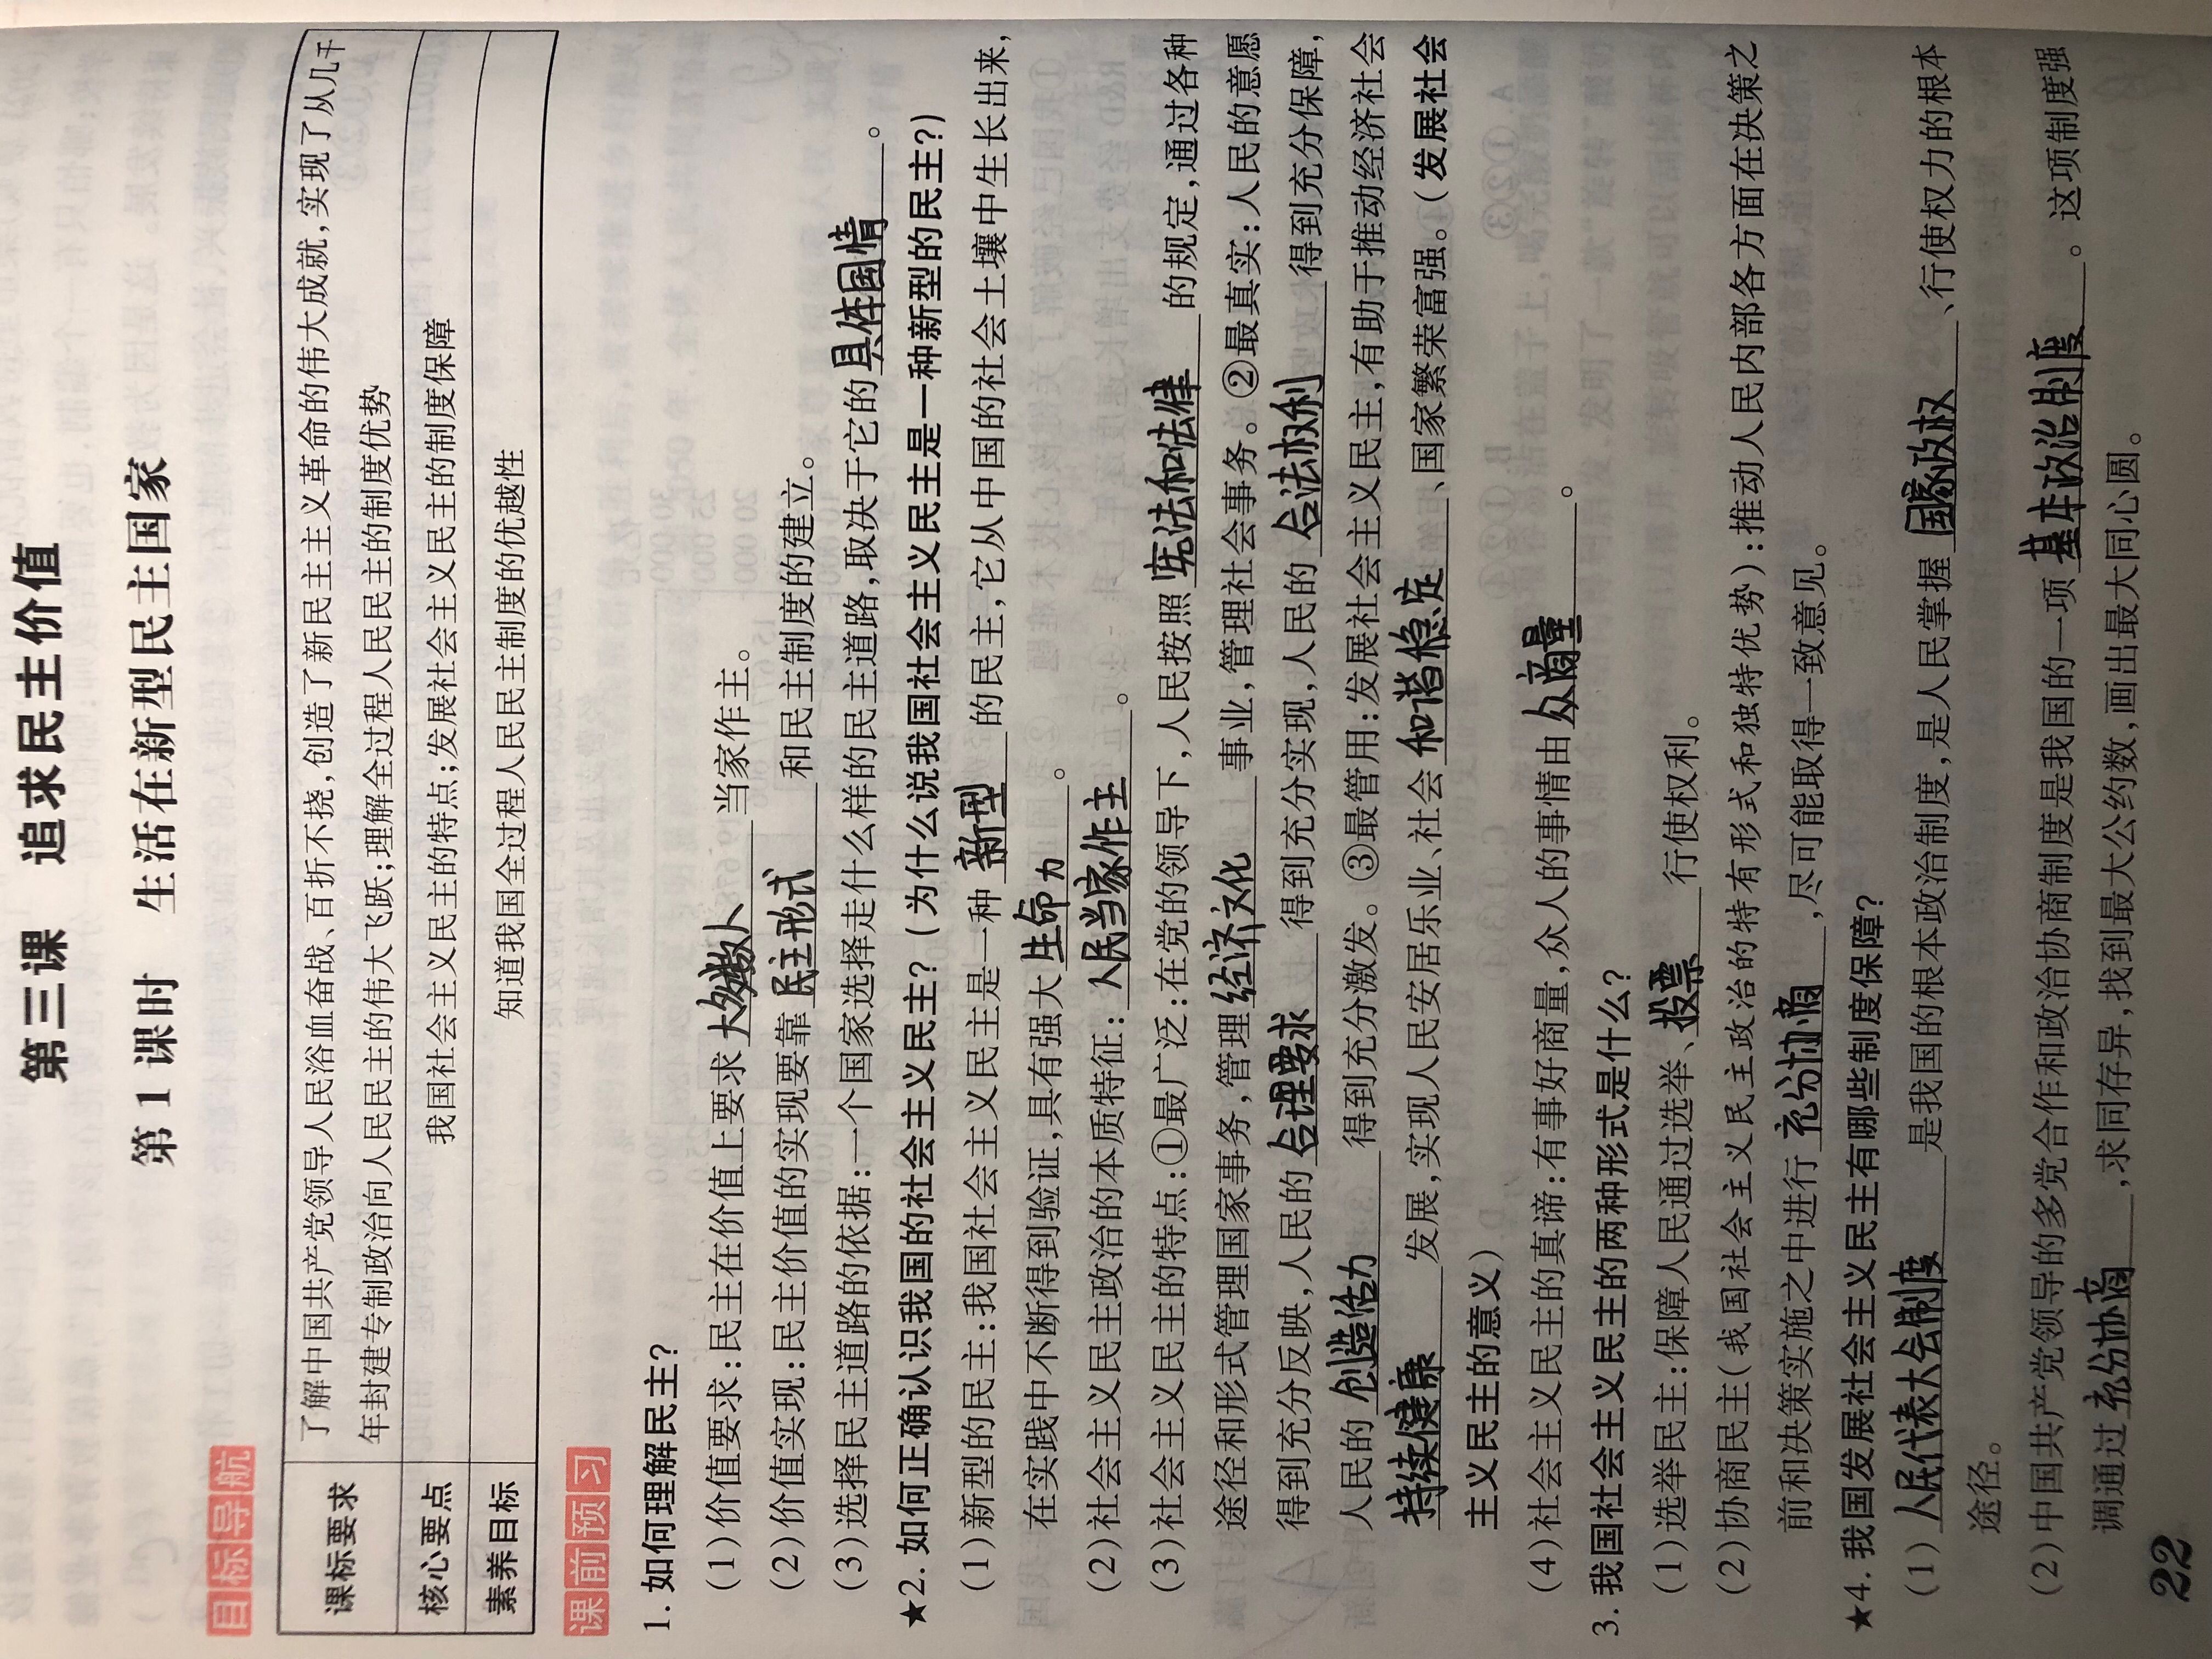 第三课 追求民主价值
第1课时 生活在新型民主国家
目标导航
课标要求 了解中国共产党领导人民浴血奋战、百折不挠,创造了新民主主义革命的伟大成就,实现了从几千
年封建专制政治向人民民主的伟大飞跃;理解全过程人民民主的制度优势
核心要点 我国社会主义民主的特点;发展社会主义民主的制度保障
素养目标 知道我国全过程人民民主制度的优越性
课前预习
1. 如何理解民主?
(1)价值要求:民主在价值上要求大多数人当家作主。
(2)价值实现:民主价值的实现要靠民主形式和民主制度的建立。
(3)选择民主道路的依据:一个国家选择走什么样的民主道路,取决于它的具体国情。
★2. 如何正确认识我国的社会主义民主?(为什么说我国社会主义民主是一种新型的民主?)
(1)新型的民主:我国社会主义民主是一种新型的民主,它从中国的社会土壤中生长出来,
在实践中不断得到验证,具有强大生命力。
(2)社会主义民主政治的本质特征:人民当家作主。
(3)社会主义民主的特点:①最广泛:在党的领导下,人民按照宪法和法律的规定,通过各种
途径和形式管理国家事务,管理经济文化事业,管理社会事务。②最真实:人民的意愿
得到充分反映,人民的合理要求得到充分实现,人民的合法权利得到充分保障,
人民的创造活力得到充分激发。③最管用:发展社会主义民主,有助于推动经济社会
持续健康发展,实现人民安居乐业、社会和谐稳定、国家繁荣富强。(发展社会
主义民主的意义)
(4)社会主义民主的真谛:有事好商量,众人的事情由众商量。
3. 我国社会主义民主的两种形式是什么?
(1)选举民主:保障人民通过选举、投票行使权利。
(2)协商民主(我国社会主义民主政治的特有形式和独特优势):推动人民内部各方面在决策之
前和决策实施之中进行充分协商,尽可能取得一致意见。
★4. 我国发展社会主义民主有哪些制度保障?
(1)人民代表大会制度是我国的根本政治制度,是人民掌握国家政权、行使权力的根本
途径。
(2)中国共产党领导的多党合作和政治协商制度是我国的一项基本政治制度。这项制度强
调通过充分协商,求同存异,找到最大公约数,画出最大同心圆。
22